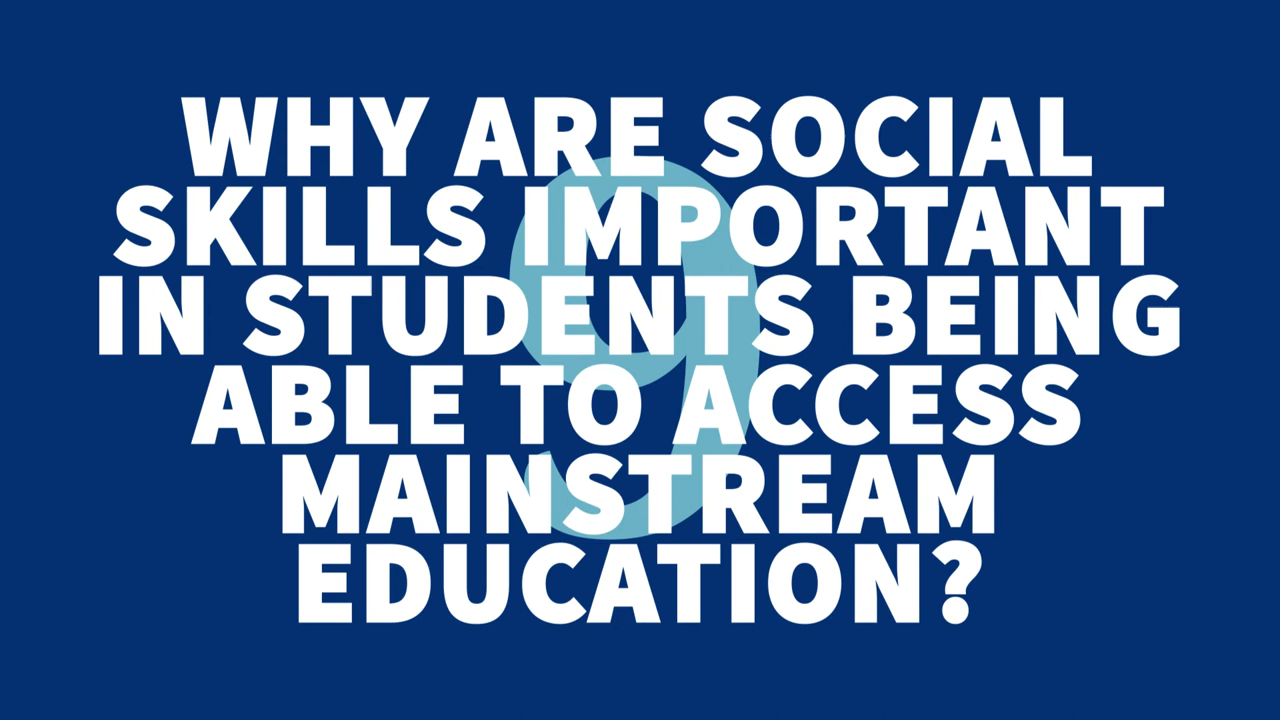 WHY ARE SOCIAL
SKILLS IMPORTANT
IN STUDENTS BEING
ABLE TO ACCESS
MAINSTREAM
EDUCATION?
9